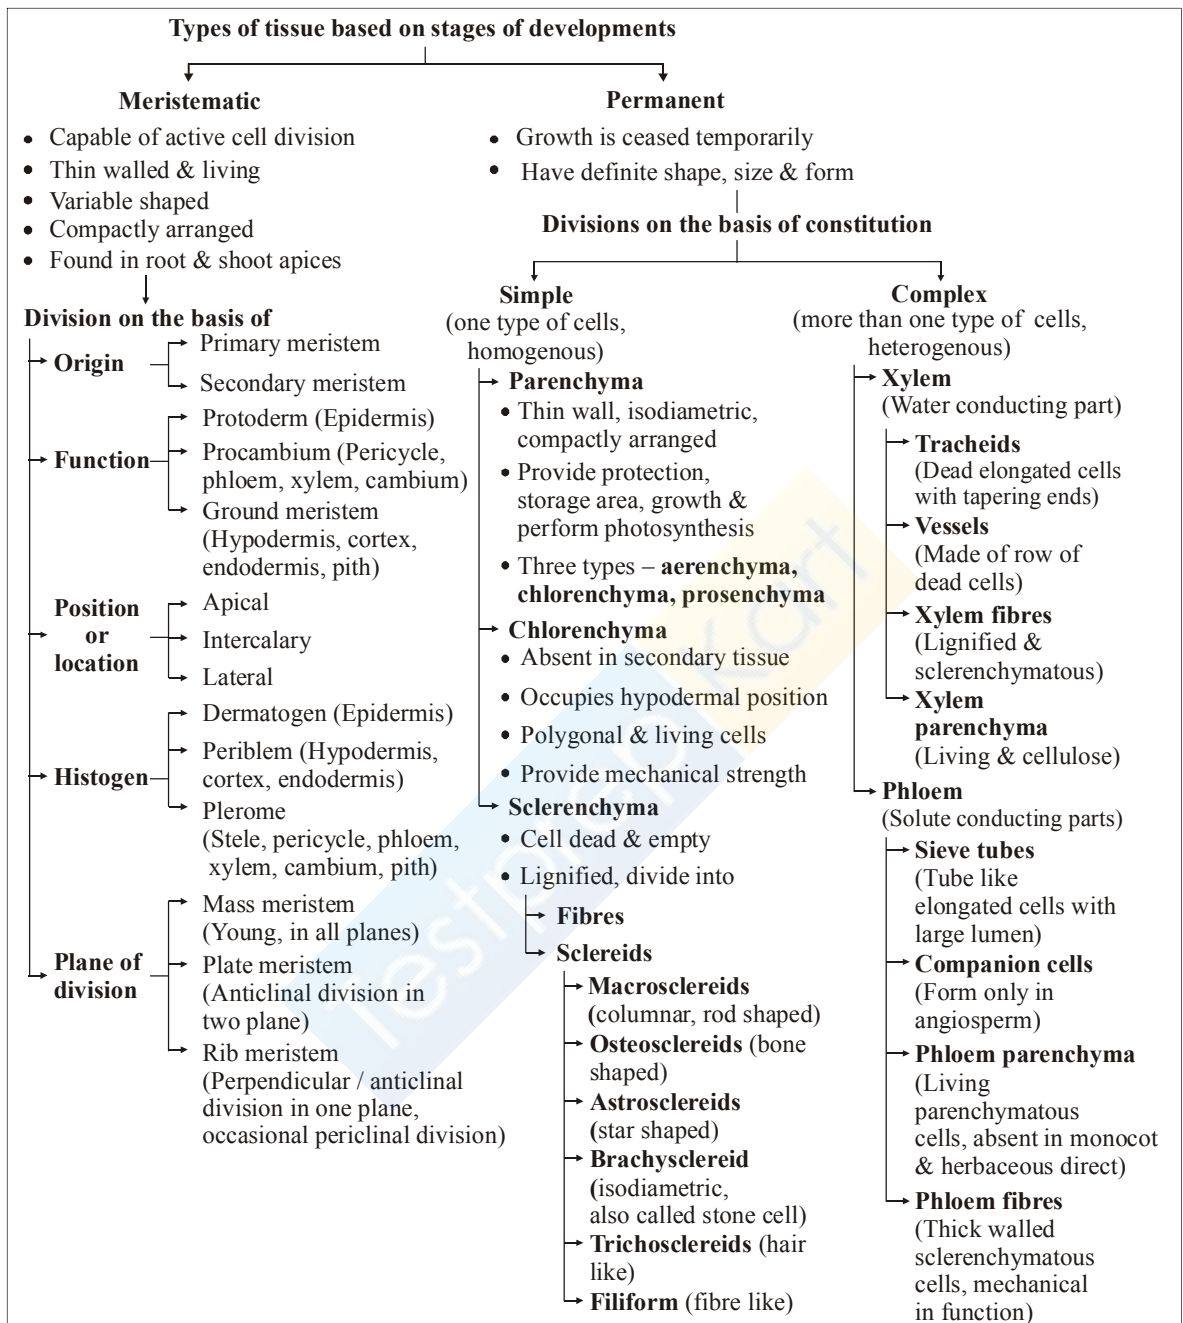 Types of tissue based on stages of developments
Meristematic
• Capable of active cell division
• Thin walled & living
• Variable shaped
• Compactly arranged
• Found in root & shoot apices
Division on the basis of
Origin
Primary meristem
Secondary meristem
Function
Protoderm (Epidermis)
Procambium (Pericycle,
phloem, xylem, cambium)
Ground meristem
(Hypodermis, cortex,
endodermis, pith)
Position
or
location
Apical
Intercalary
Lateral
Histogen
Dermatogen (Epidermis)
Periblem (Hypodermis,
cortex, endodermis)
Plerome
(Stele, pericycle, phloem,
xylem, cambium, pith)
Plane of
division
Mass meristem
(Young, in all planes)
Plate meristem
(Anticlinal division in
two plane)
Rib meristem
(Perpendicular / anticlinal
division in one plane,
occasional periclinal division)
Permanent
• Growth is ceased temporarily
• Have definite shape, size & form
Divisions on the basis of constitution
Simple
(one type of cells,
homogenous)
Parenchyma
• Thin wall, isodiametric,
compactly arranged
• Provide protection,
storage area, growth &
perform photosynthesis
• Three types – aerenchyma,
chlorenchyma, prosenchyma
Chlorenchyma
• Absent in secondary tissue
• Occupies hypodermal position
• Polygonal & living cells
• Provide mechanical strength
Sclerenchyma
• Cell dead & empty
• Lignified, divide into
Fibres
Sclereids
Macrosclereids
(columnar, rod shaped)
Osteosclereids (bone
shaped)
Astrosclereids
(star shaped)
Brachysclereid
(isodiametric,
also called stone cell)
Trichosclereids (hair
like)
Filiform (fibre like)
Complex
(more than one type of cells,
heterogenous)
Xylem
(Water conducting part)
Tracheids
(Dead elongated cells
with tapering ends)
Vessels
(Made of row of
dead cells)
Xylem fibres
(Lignified &
sclerenchymatous)
Xylem
parenchyma
(Living & cellulose)
Phloem
(Solute conducting parts)
Sieve tubes
(Tube like
elongated cells with
large lumen)
Companion cells
(Form only in
angiosperm)
Phloem parenchyma
(Living
parenchymatous
cells, absent in monocot
& herbaceous direct)
Phloem fibres
(Thick walled
sclerenchymatous
cells, mechanical
in function)
Testprep Kart